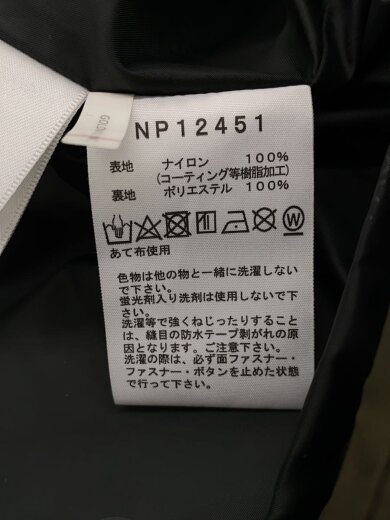 GOLD
NP12451
表地 ナイロン 100%
(コーティング等樹脂加工)
裏地 ポリエステル 100%
W
あて布使用
色物は他の物と一緒に洗濯しない
で下さい。
蛍光剤入り洗剤は使用しないで下
さい。
洗濯等で強くねじったりすること
は、縫目の防水テープ剥がれの原
因となります。ご注意下さい。
洗濯の際は、必ず面ファスナー・
ファスナー・ボタンを止めた状態
で行って下さい。